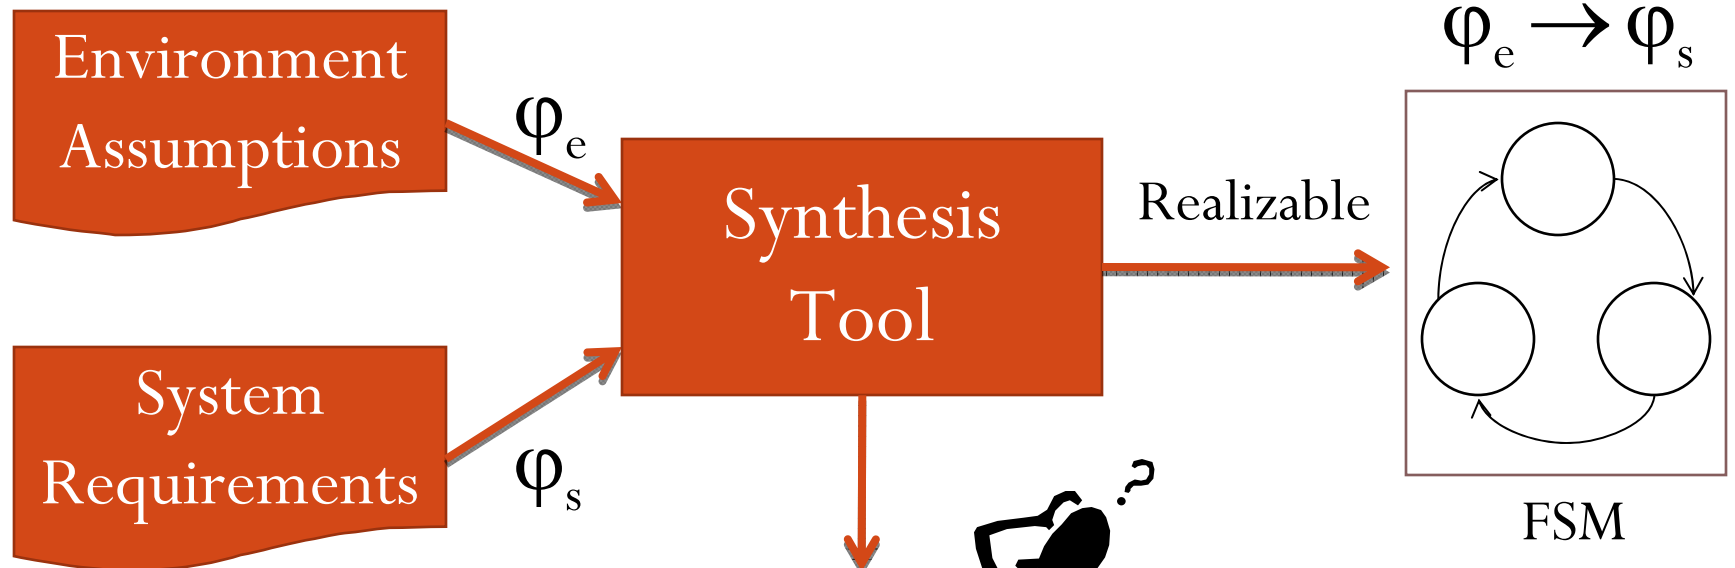 Environment
Assumptions
φe
System
Requirements
φs
Synthesis
Tool
Realizable
φe → φs
FSM
?